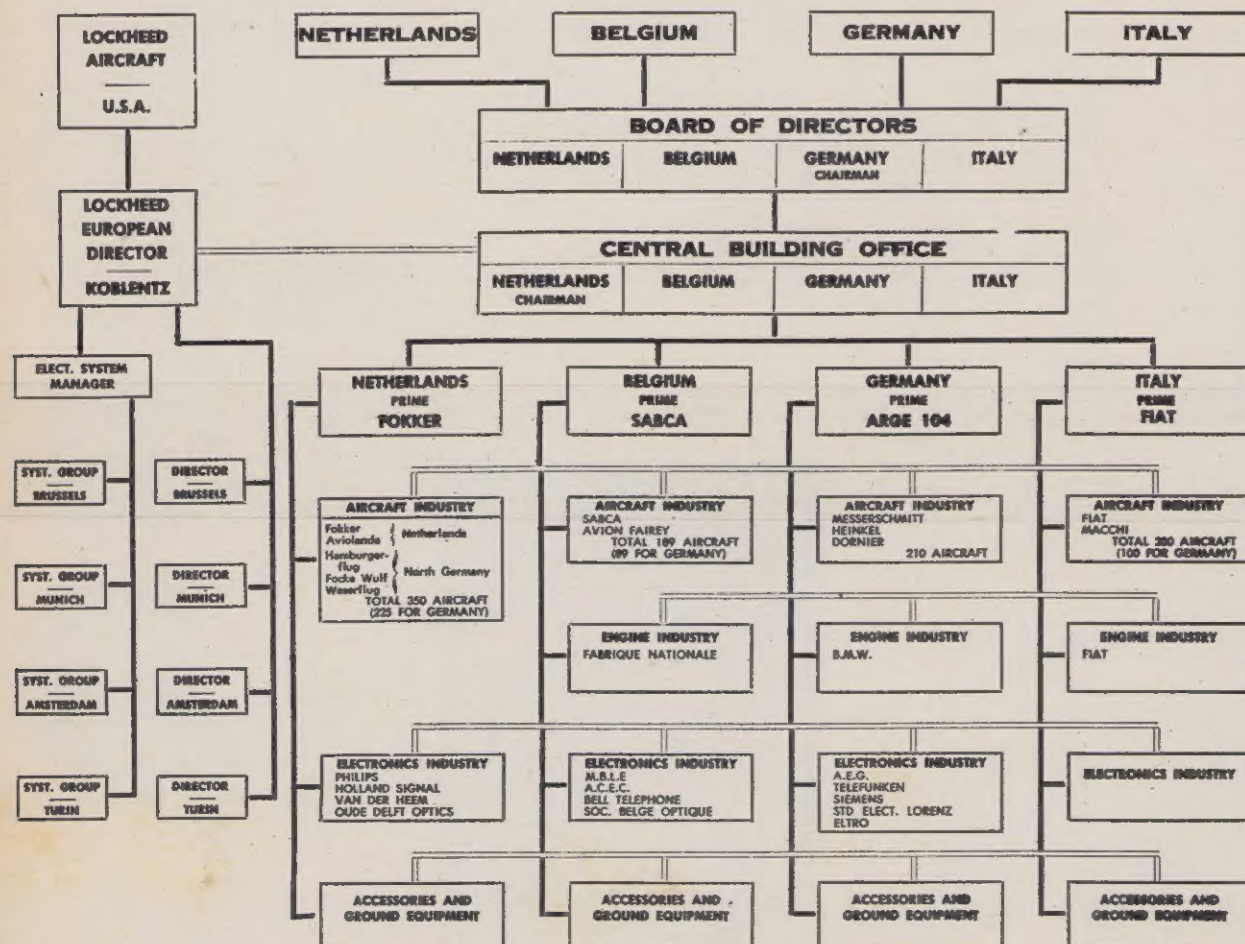 LOCKHEED
AIRCRAFT
U.S.A.
NETHERLANDS
BELGIUM
GERMANY
ITALY
BOARD OF DIRECTORS
NETHERLANDS
BELGIUM
GERMANY
CHAIRMAN
ITALY
LOCKHEED
EUROPEAN
DIRECTOR
KOBLENTZ
CENTRAL BUILDING OFFICE
NETHERLANDS
CHAIRMAN
BELGIUM
GERMANY
ITALY
ELECT. SYSTEM
MANAGER
NETHERLANDS
PRIME
FOKKER
BELGIUM
PRIME
SABCA
GERMANY
PRIME
ARGE 104
ITALY
PRIME
FIAT
SYST. GROUP
BRUSSELS
DIRECTOR
BRUSSELS
AIRCRAFT INDUSTRY
Fokker
Aviolanda
Netherlands
Hamburger-
flug
Focke Wulf
Weserflug
North Germany
TOTAL 350 AIRCRAFT
(225 FOR GERMANY)
AIRCRAFT INDUSTRY
SABCA
AVION FAIREY
TOTAL 189 AIRCRAFT
(89 FOR GERMANY)
AIRCRAFT INDUSTRY
MESSERSCHMITT
HEINKEL
DORNIER
210 AIRCRAFT
AIRCRAFT INDUSTRY
FIAT
MACCHI
TOTAL 200 AIRCRAFT
(100 FOR GERMANY)
SYST. GROUP
MUNICH
DIRECTOR
MUNICH
ENGINE INDUSTRY
FABRIQUE NATIONALE
ENGINE INDUSTRY
B.M.W.
ENGINE INDUSTRY
FIAT
SYST. GROUP
AMSTERDAM
DIRECTOR
AMSTERDAM
SYST. GROUP
TURIN
DIRECTOR
TURIN
ELECTRONICS INDUSTRY
PHILIPS
HOLLAND SIGNAL
VAN DER HEEM
OUDE DELFT OPTICS
ELECTRONICS INDUSTRY
M.B.L.E
A.C.E.C.
BELL TELEPHONE
SOC. BELGE OPTIQUE
ELECTRONICS INDUSTRY
A.E.G.
TELEFUNKEN
SIEMENS
STD ELECT. LORENZ
ELTRO
ELECTRONICS INDUSTRY
ACCESSORIES AND
GROUND EQUIPMENT
ACCESSORIES AND
GROUND EQUIPMENT
ACCESSORIES AND
GROUND EQUIPMENT
ACCESSORIES AND
GROUND EQUIPMENT